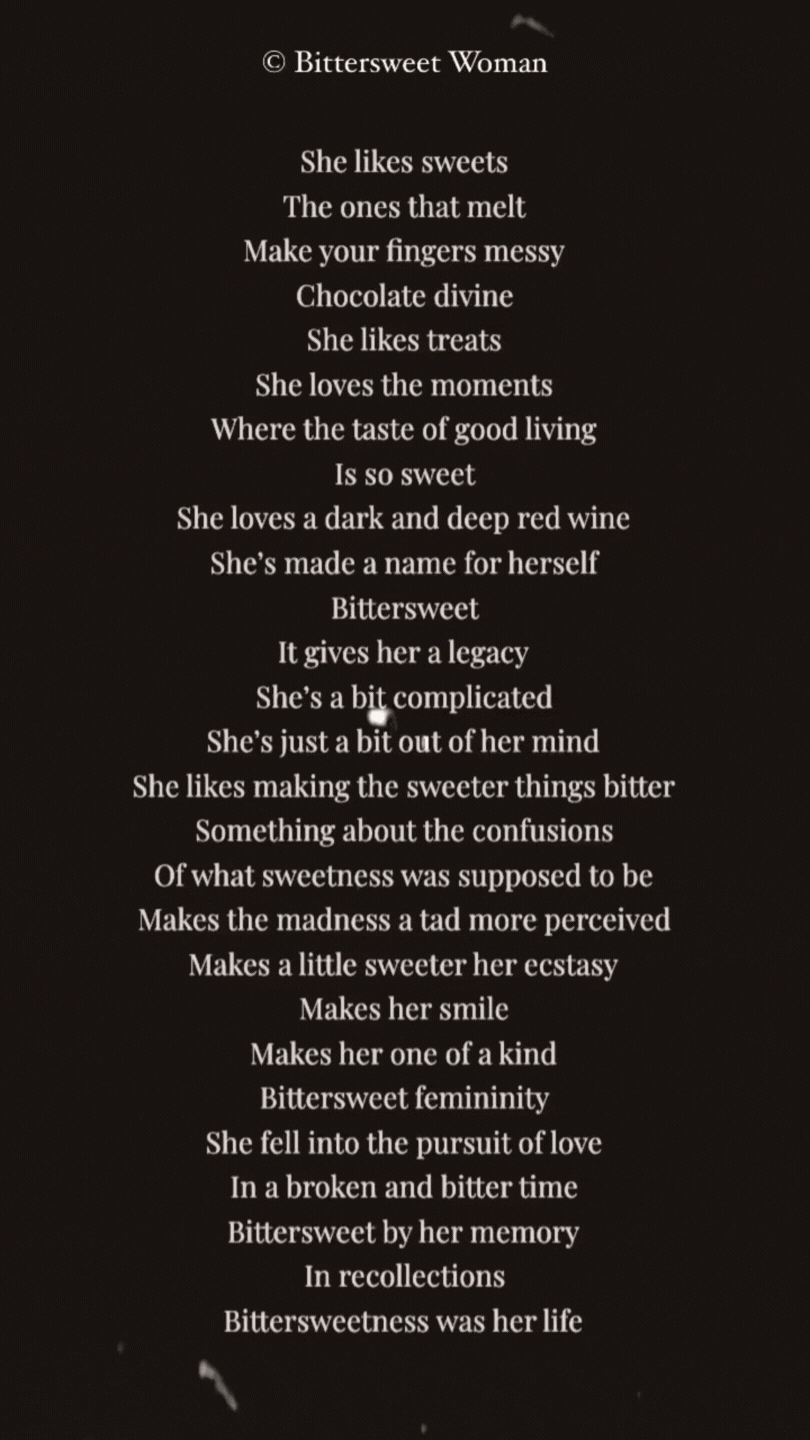 © Bittersweet Woman
She likes sweets
The ones that melt
Make your fingers messy
Chocolate divine
She likes treats
She loves the moments
Where the taste of good living
Is so sweet
She loves a dark and deep red wine
She’s made a name for herself
Bittersweet
It gives her a legacy
She’s a bit complicated
She’s just a bit out of her mind
She likes making the sweeter things bitter
Something about the confusions
Of what sweetness was supposed to be
Makes the madness a tad more perceived
Makes a little sweeter her ecstasy
Makes her smile
Makes her one of a kind
Bittersweet femininity
She fell into the pursuit of love
In a broken and bitter time
Bittersweet by her memory
In recollections
Bittersweetness was her life